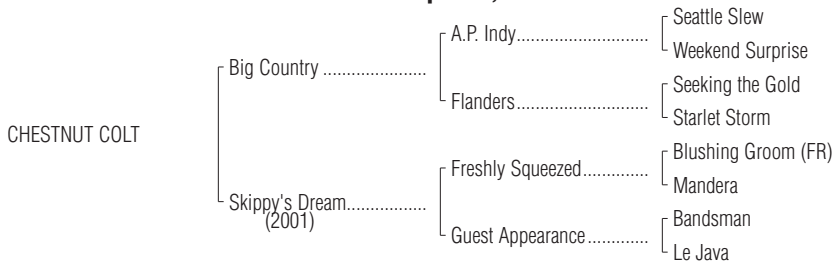 Seattle Slew
A.P. Indy
Weekend Surprise
Big Country
Seeking the Gold
Flanders
Starlet Storm
CHESTNUT COLT
Blushing Groom (FR)
Freshly Squeezed
Mandera
Skippy's Dream
(2001)
Bandsman
Guest Appearance
Le Java